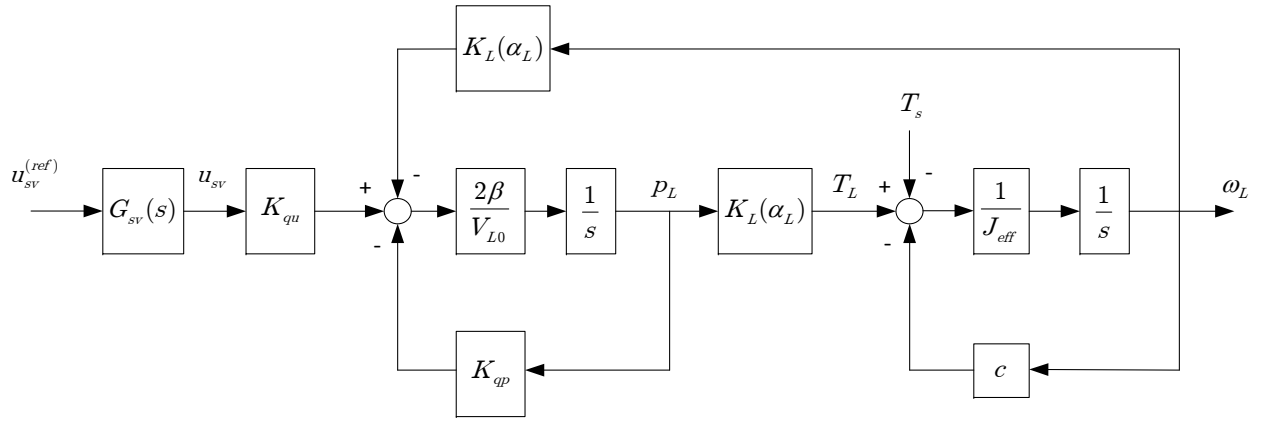 K_L(α_L)
T_s
-
-
u_sv^(ref)
G_sv(s)
u_sv
K_qu
+
2β/V_L0
1/s
p_L
K_L(α_L)
T_L
+
1/J_eff
1/s
ω_L
-
-
K_qp
c